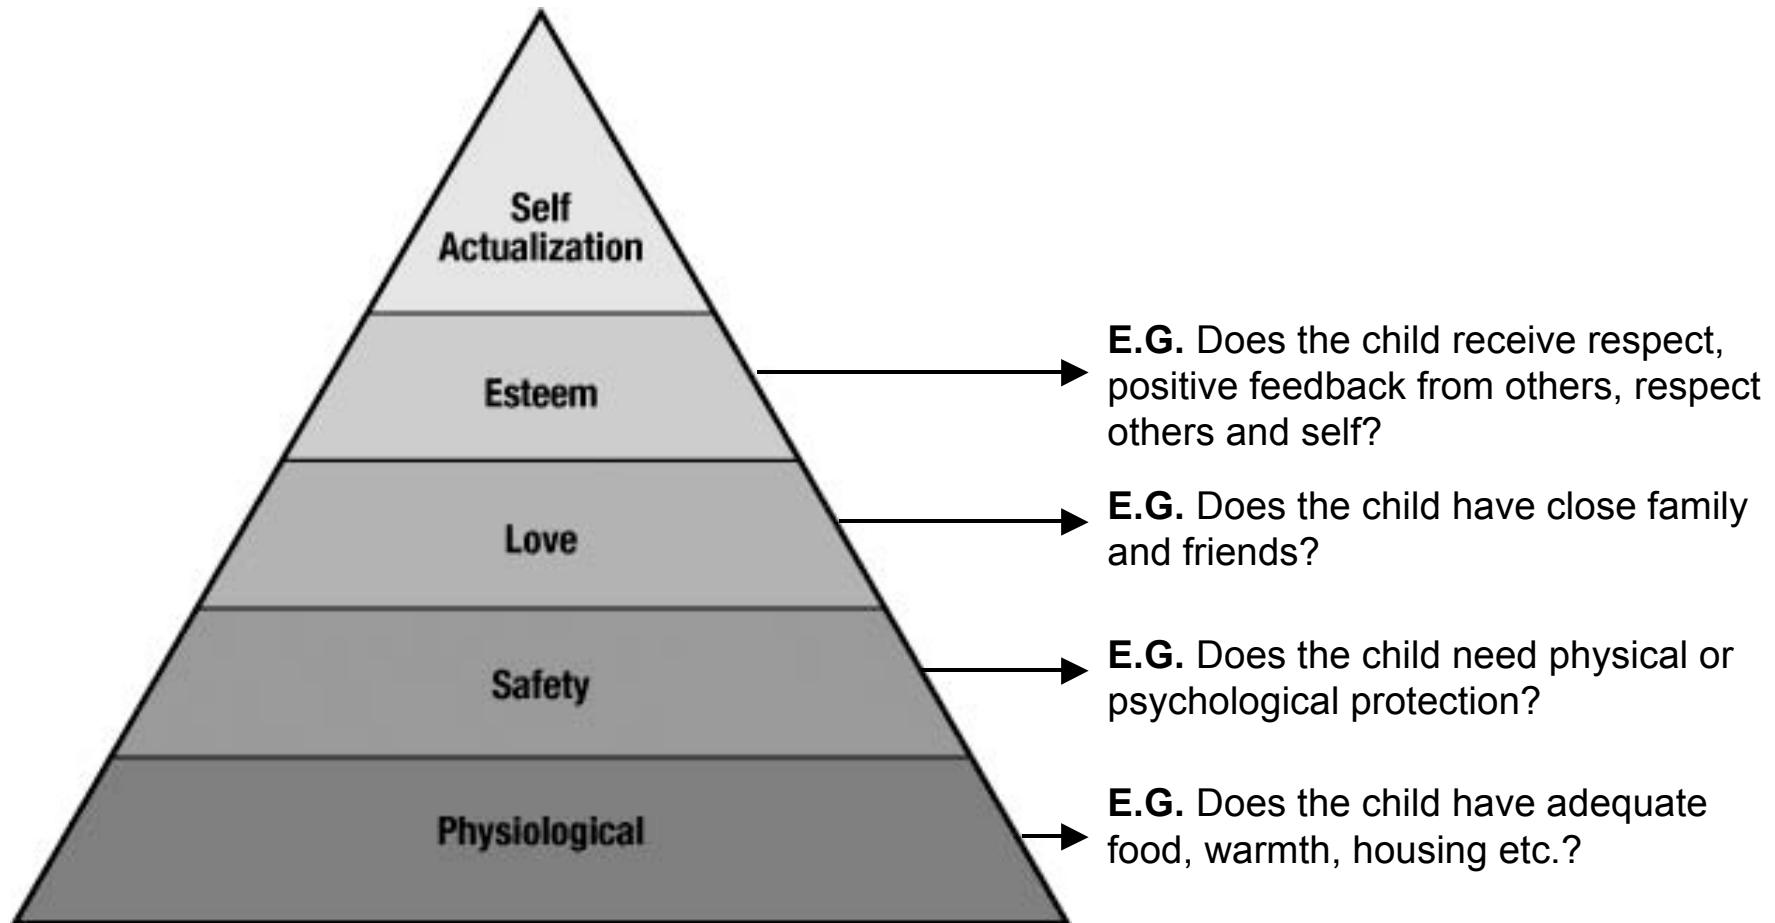 Self
Actualization
Esteem
E.G. Does the child receive respect,
positive feedback from others, respect
others and self?
Love
E.G. Does the child have close family
and friends?
Safety
E.G. Does the child need physical or
psychological protection?
Physiological
E.G. Does the child have adequate
food, warmth, housing etc.?